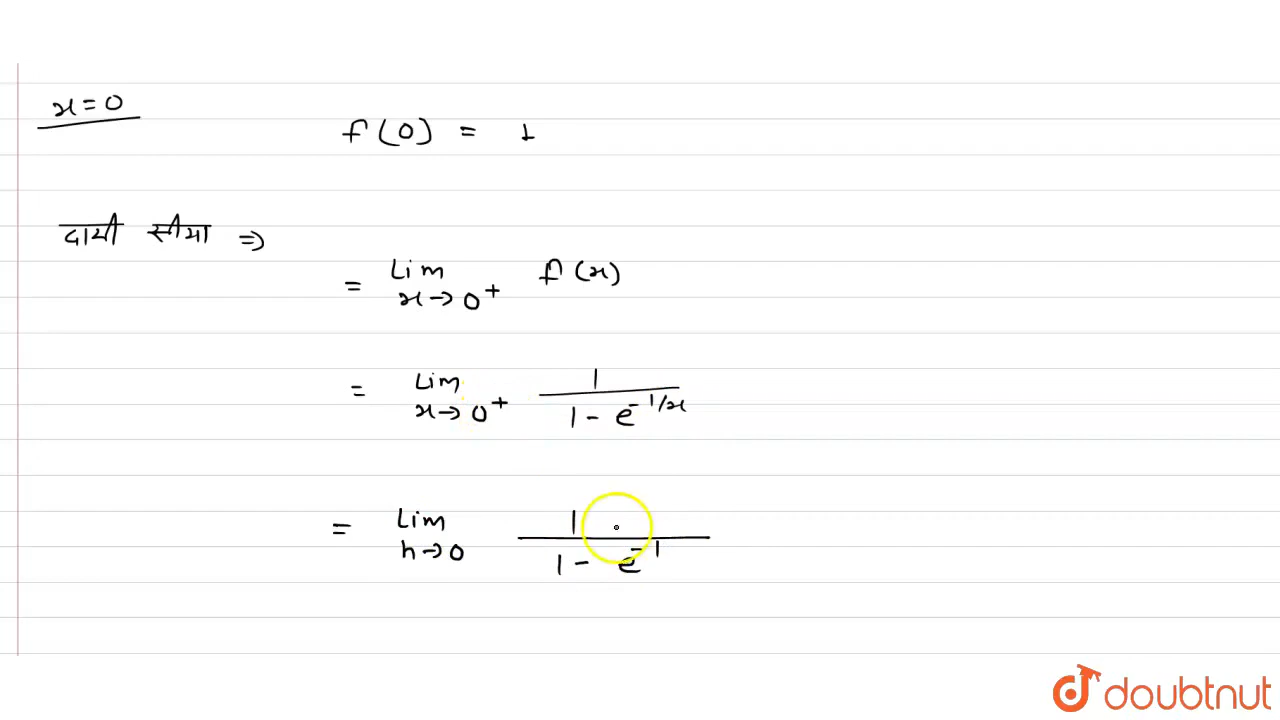 x = 0
f(0) = 1
दायी सीमा ⇒
= Lim x→0⁺ f(x)
= Lim x→0⁺ 1 / (1 - e^(-1/x))
= Lim h→0 1 / (1 - e^(-1))
doubtnut